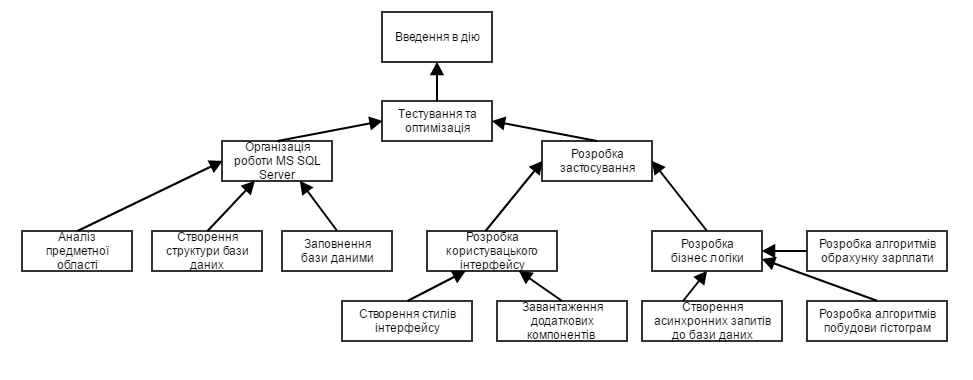 Введення в дію
Тестування та
оптимізація
Організація
роботи MS SQL
Server
Розробка
застосування
Аналіз
предметної
області
Створення
структури бази
даних
Заповнення
бази даними
Розробка
користувацького
інтерфейсу
Розробка
бізнес логіки
Розробка алгоритмів
обрахунку зарплати
Створення стилів
інтерфейсу
Завантаження
додаткових
компонентів
Створення
асинхронних запитів
до бази даних
Розробка алгоритмів
побудови гістограм